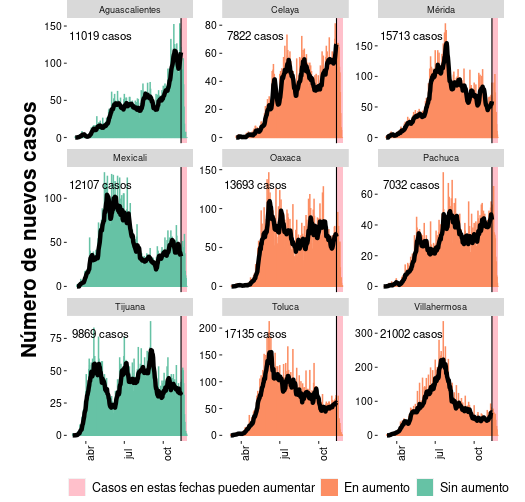 Número de nuevos casos
Aguascalientes
Celaya
Mérida
11019 casos
7822 casos
15713 casos
150
100
50
0
80
60
40
20
0
150
100
50
0
Mexicali
Oaxaca
Pachuca
12107 casos
13693 casos
7032 casos
100
50
0
150
100
50
0
60
40
20
0
Tijuana
Toluca
Villahermosa
9869 casos
17135 casos
21002 casos
75
50
25
0
200
150
100
50
0
300
200
100
0
abr
jul
oct
abr
jul
oct
abr
jul
oct
Casos en estas fechas pueden aumentar
En aumento
Sin aumento